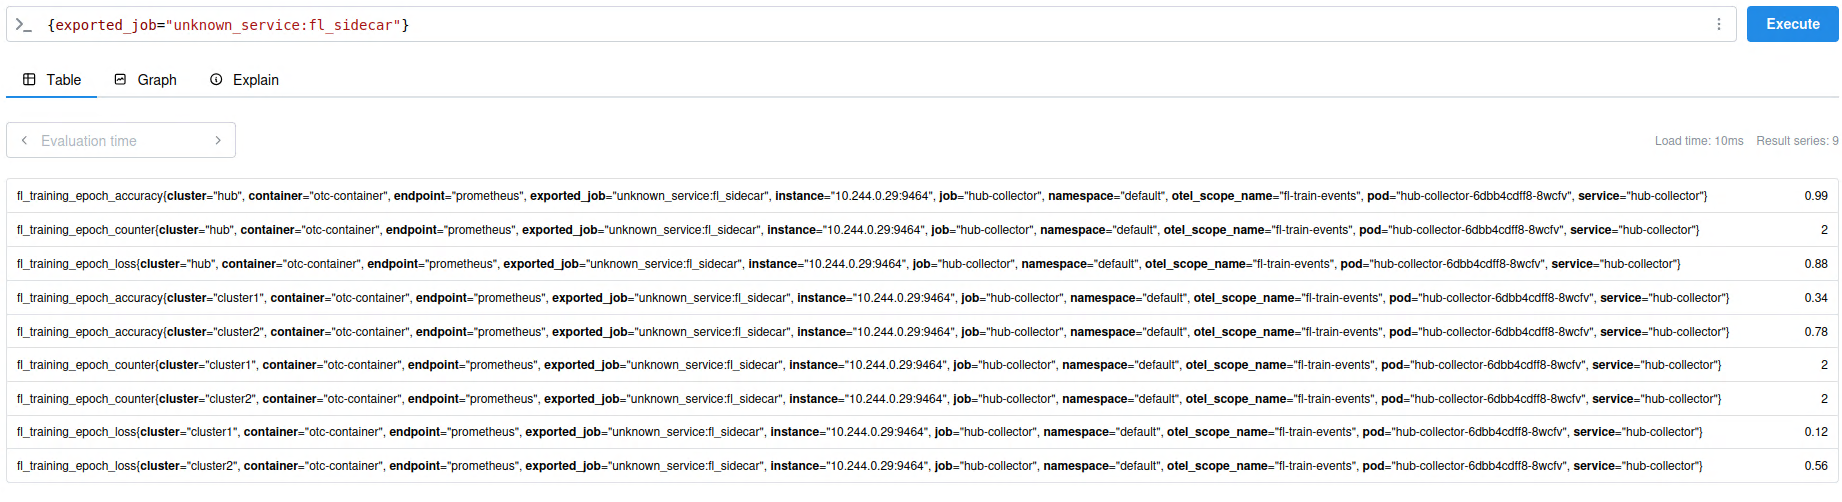 {exported_job="unknown_service:fl_sidecar"}
Execute
Table Graph Explain
Evaluation time
Load time: 10ms Result series: 9
fl_training_epoch_accuracy{cluster="hub", container="otc-container", endpoint="prometheus", exported_job="unknown_service:fl_sidecar", instance="10.244.0.29:9464", job="hub-collector", namespace="default", otel_scope_name="fl-train-events", pod="hub-collector-6dbb4cdff8-8wcfv", service="hub-collector"} 0.99
fl_training_epoch_counter{cluster="hub", container="otc-container", endpoint="prometheus", exported_job="unknown_service:fl_sidecar", instance="10.244.0.29:9464", job="hub-collector", namespace="default", otel_scope_name="fl-train-events", pod="hub-collector-6dbb4cdff8-8wcfv", service="hub-collector"} 2
fl_training_epoch_loss{cluster="hub", container="otc-container", endpoint="prometheus", exported_job="unknown_service:fl_sidecar", instance="10.244.0.29:9464", job="hub-collector", namespace="default", otel_scope_name="fl-train-events", pod="hub-collector-6dbb4cdff8-8wcfv", service="hub-collector"} 0.88
fl_training_epoch_accuracy{cluster="cluster1", container="otc-container", endpoint="prometheus", exported_job="unknown_service:fl_sidecar", instance="10.244.0.29:9464", job="hub-collector", namespace="default", otel_scope_name="fl-train-events", pod="hub-collector-6dbb4cdff8-8wcfv", service="hub-collector"} 0.34
fl_training_epoch_accuracy{cluster="cluster2", container="otc-container", endpoint="prometheus", exported_job="unknown_service:fl_sidecar", instance="10.244.0.29:9464", job="hub-collector", namespace="default", otel_scope_name="fl-train-events", pod="hub-collector-6dbb4cdff8-8wcfv", service="hub-collector"} 0.78
fl_training_epoch_counter{cluster="cluster1", container="otc-container", endpoint="prometheus", exported_job="unknown_service:fl_sidecar", instance="10.244.0.29:9464", job="hub-collector", namespace="default", otel_scope_name="fl-train-events", pod="hub-collector-6dbb4cdff8-8wcfv", service="hub-collector"} 2
fl_training_epoch_counter{cluster="cluster2", container="otc-container", endpoint="prometheus", exported_job="unknown_service:fl_sidecar", instance="10.244.0.29:9464", job="hub-collector", namespace="default", otel_scope_name="fl-train-events", pod="hub-collector-6dbb4cdff8-8wcfv", service="hub-collector"} 2
fl_training_epoch_loss{cluster="cluster1", container="otc-container", endpoint="prometheus", exported_job="unknown_service:fl_sidecar", instance="10.244.0.29:9464", job="hub-collector", namespace="default", otel_scope_name="fl-train-events", pod="hub-collector-6dbb4cdff8-8wcfv", service="hub-collector"} 0.12
fl_training_epoch_loss{cluster="cluster2", container="otc-container", endpoint="prometheus", exported_job="unknown_service:fl_sidecar", instance="10.244.0.29:9464", job="hub-collector", namespace="default", otel_scope_name="fl-train-events", pod="hub-collector-6dbb4cdff8-8wcfv", service="hub-collector"} 0.56